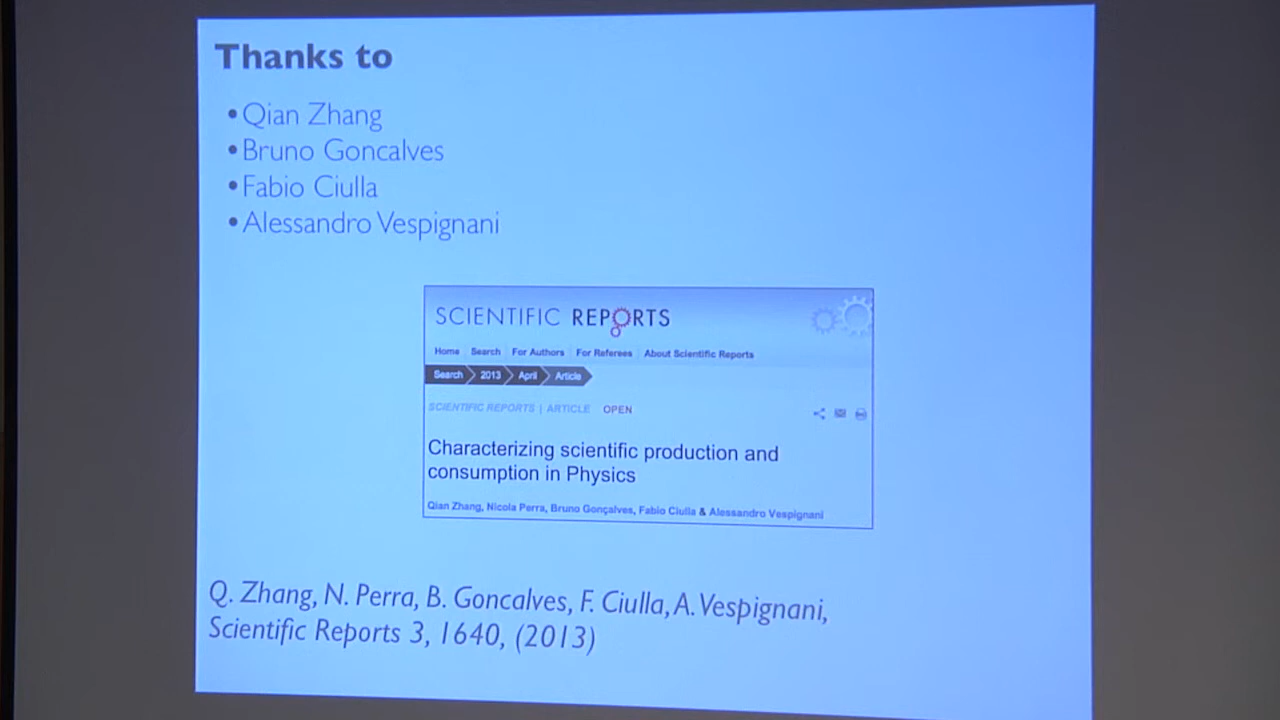 Thanks to
•Qian Zhang
•Bruno Goncalves
•Fabio Ciulla
•Alessandro Vespignani
SCIENTIFIC REPORTS
Home Search For Authors For Referees About Scientific Reports
Search 2013 April Article
SCIENTIFIC REPORTS | ARTICLE OPEN
Characterizing scientific production and
consumption in Physics
Qian Zhang, Nicola Perra, Bruno Gonçalves, Fabio Ciulla & Alessandro Vespignani
Q. Zhang, N. Perra, B. Goncalves, F. Ciulla, A. Vespignani,
Scientific Reports 3, 1640, (2013)